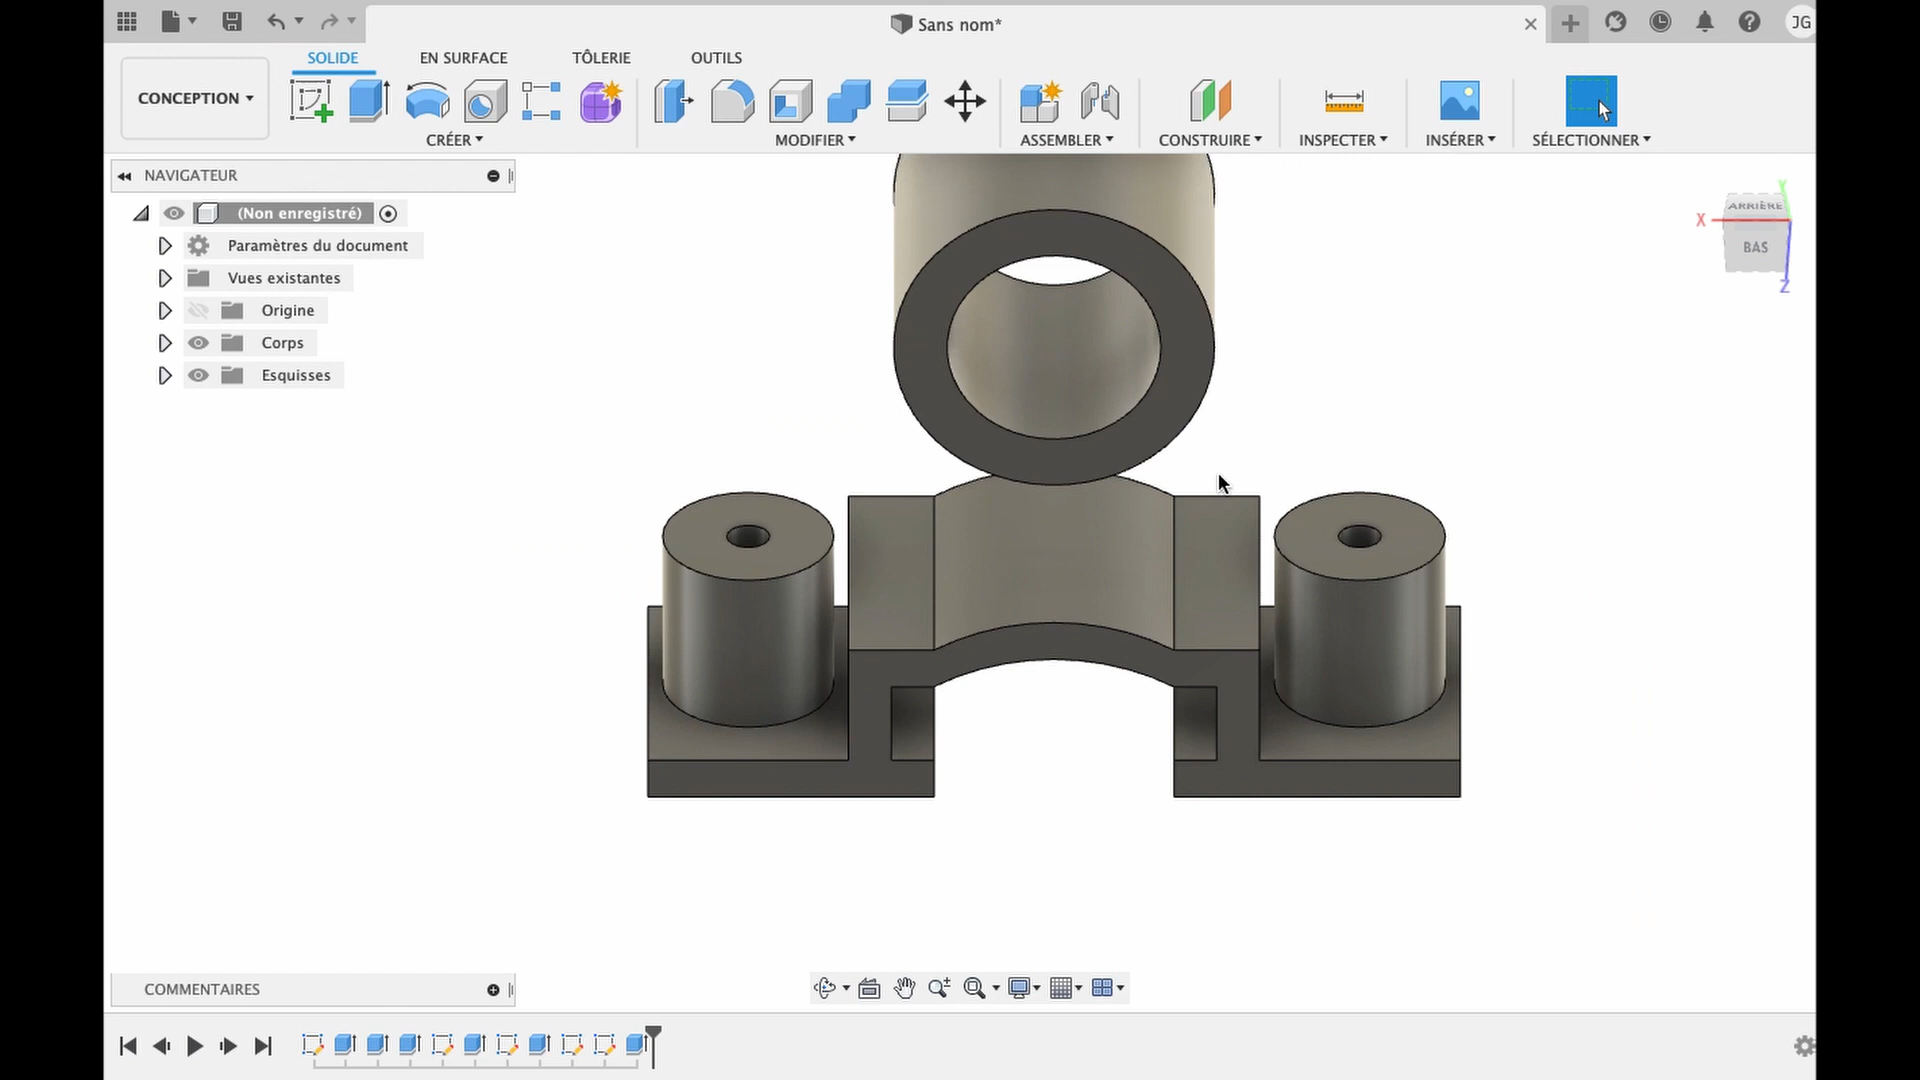 Sans nom*
JG
SOLIDE
EN SURFACE
TÔLERIE
OUTILS
CONCEPTION
CRÉER
MODIFIER
ASSEMBLER
CONSTRUIRE
INSPECTER
INSÉRER
SÉLECTIONNER
NAVIGATEUR
(Non enregistré)
Paramètres du document
Vues existantes
Origine
Corps
Esquisses
Y
X
ARRIÈRE
BAS
Z
COMMENTAIRES